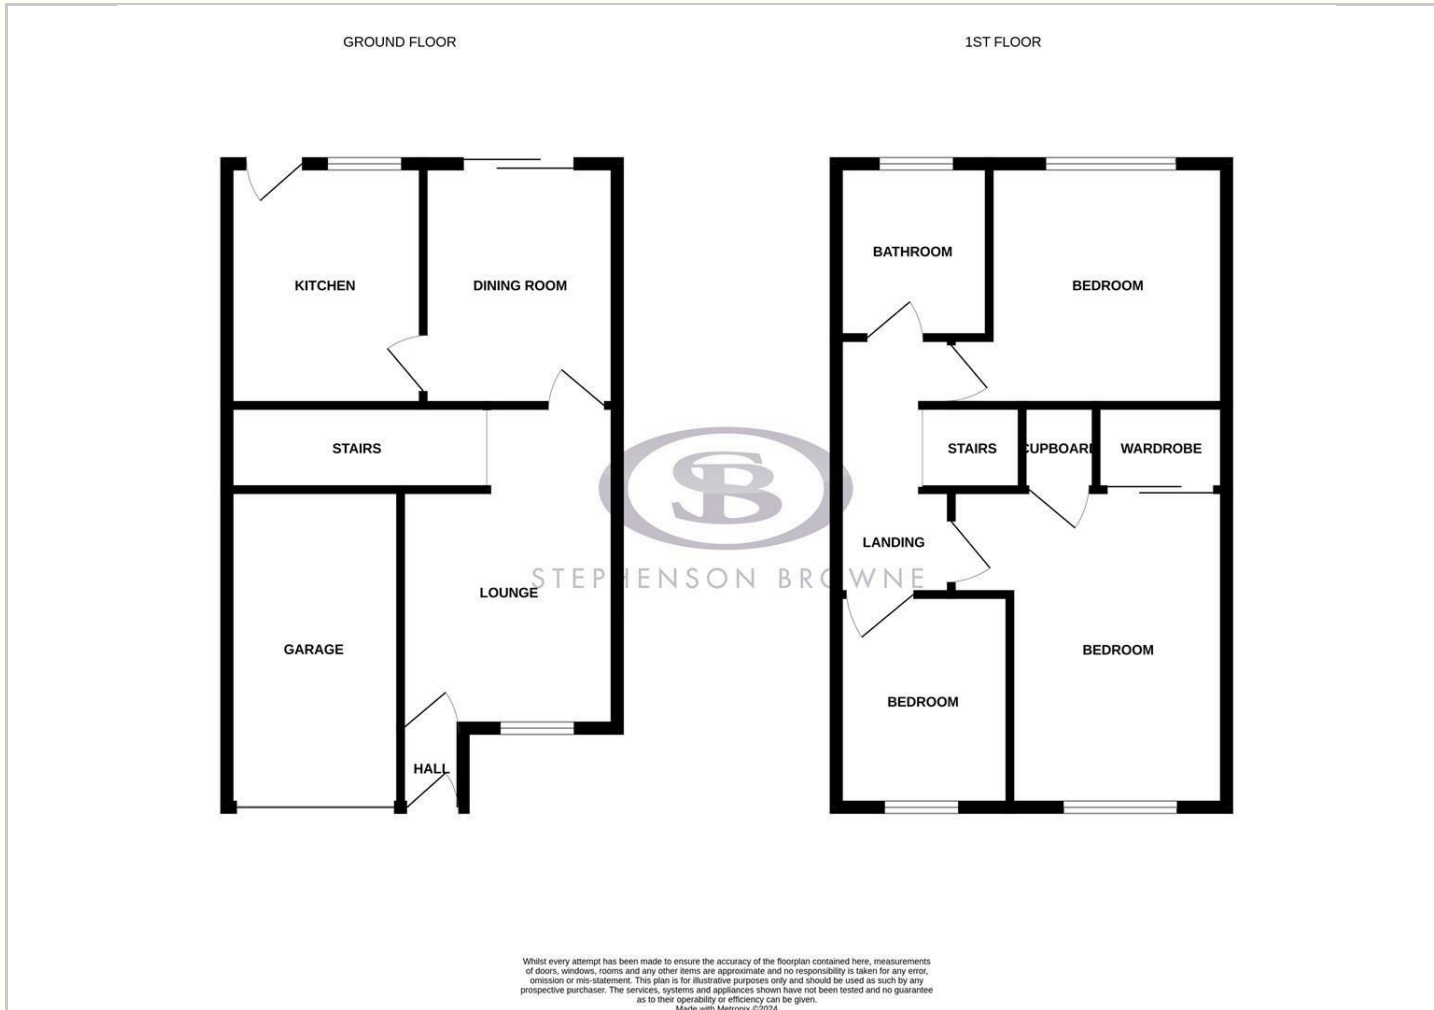 GROUND FLOOR
1ST FLOOR
KITCHEN
DINING ROOM
STAIRS
LOUNGE
GARAGE
HALL
BATHROOM
BEDROOM
STAIRS
CUPBOARD
WARDROBE
LANDING
BEDROOM
BEDROOM
SB
STEPHENSON BROWNE
Whilst every attempt has been made to ensure the accuracy of the floorplan contained here, measurements
of doors, windows, rooms and any other items are approximate and no responsibility is taken for any error,
omission or mis-statement. This plan is for illustrative purposes only and should be used as such by any
prospective purchaser. The services, systems and appliances shown have not been tested and no guarantee
as to their operability or efficiency can be given.
Made with Metropix ©2024